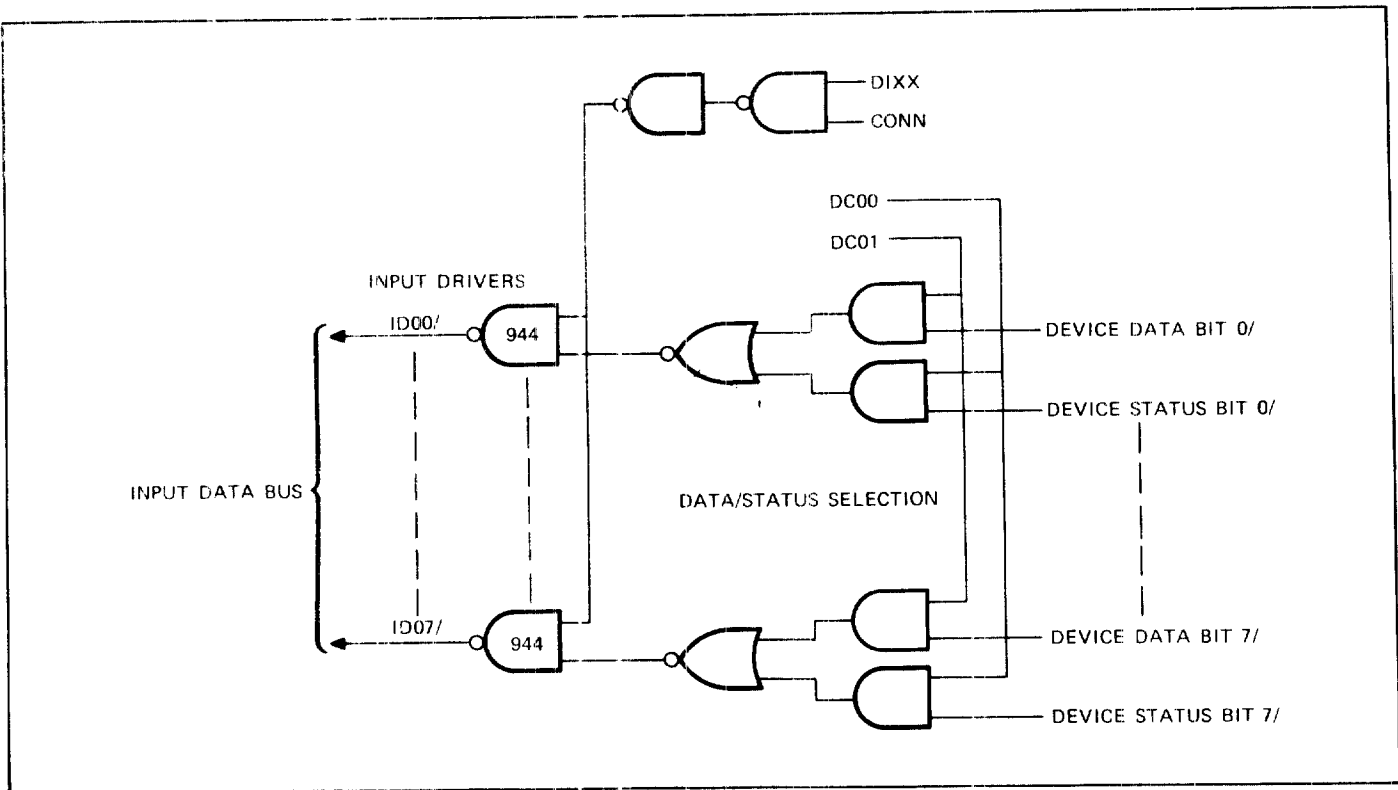 DIXX
CONN
DC00
DC01
INPUT DRIVERS
ID00/
944
DEVICE DATA BIT 0/
DEVICE STATUS BIT 0/
INPUT DATA BUS
DATA/STATUS SELECTION
ID07/
944
DEVICE DATA BIT 7/
DEVICE STATUS BIT 7/